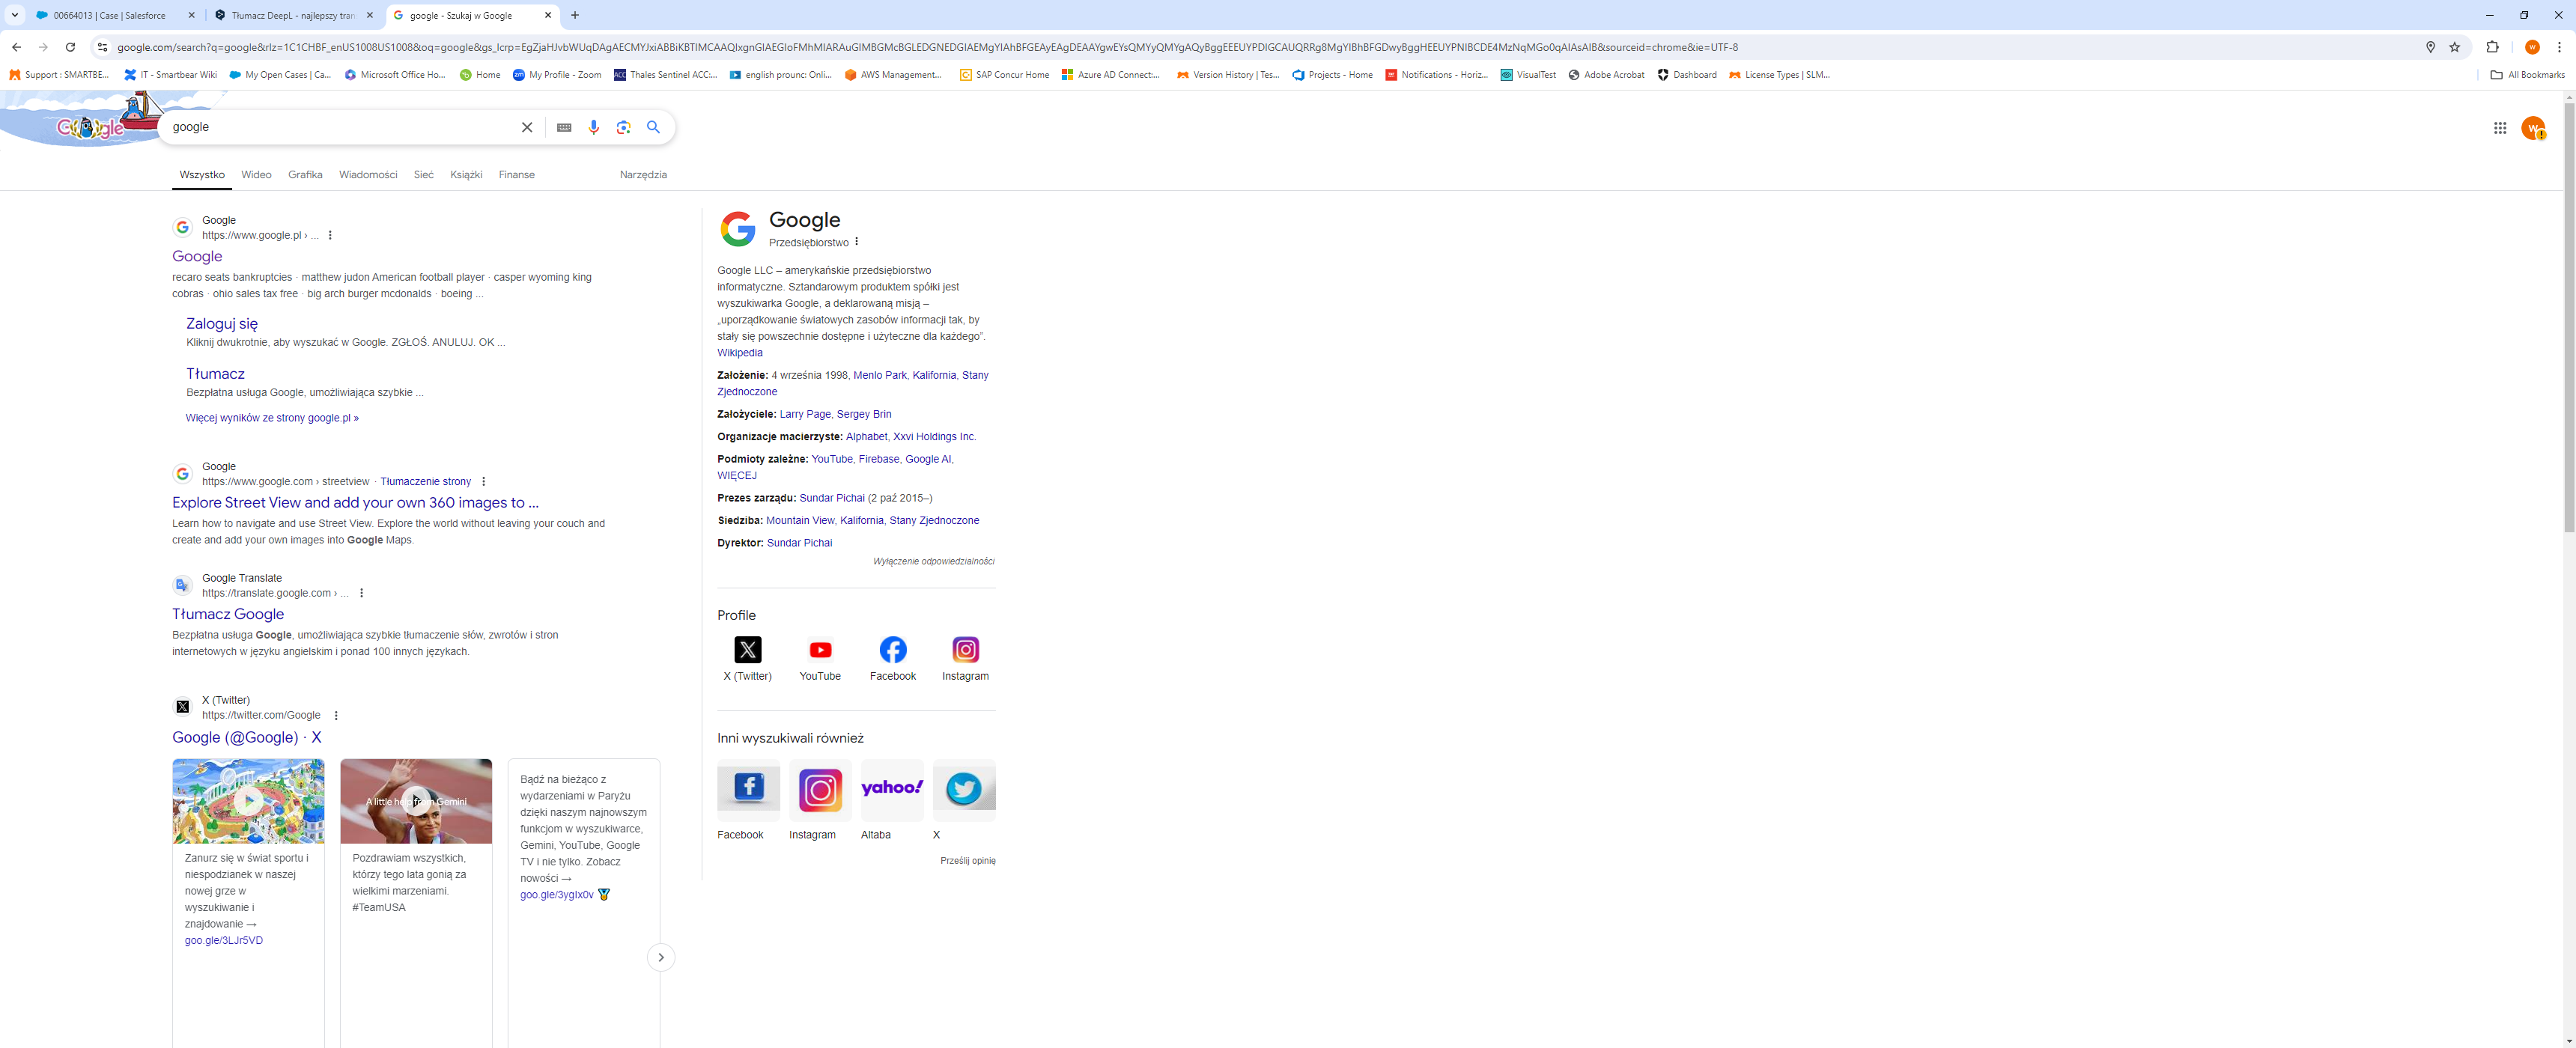 00664013 | Case | Salesforce
Tłumacz DeepL - najlepszy tran
google - Szukaj w Google
google.com/search?q=google&rlz=1C1CHBF_enUS1008US1008&oq=google&gs_lcrp=EgZjaHJvbWUqDAgAECMYJxiABBiKBTIMCAAQIxgnGIAEGIoFMhMIARAuGIMBGMcBGLEDGNEDGIAEMgYIAhBFGEAyEAgDEAAYgwEYsQMYyQMYgAQyBggEEEUYPDIGCAUQRRg8MgYIBhBFGDwyBggHEEUYPNIBCDE4MzNqMGo0qAIAsAIB&sourceid=chrome&ie=UTF-8
Support : SMARTBE...
IT - Smartbear Wiki
My Open Cases | Ca...
Microsoft Office Ho...
Home
My Profile - Zoom
Thales Sentinel ACC:...
english prounc: Onli...
AWS Management...
SAP Concur Home
Azure AD Connect:...
Version History | Tes...
Projects - Home
Notifications - Horiz...
VisualTest
Adobe Acrobat
Dashboard
License Types | SLM...
All Bookmarks
google
Wszystko Wideo Grafika Wiadomości Sieć Książki Finanse Narzędzia
Google
https://www.google.pl › ...
Google
recaro seats bankruptcies · matthew judon American football player · casper wyoming king
cobras · ohio sales tax free · big arch burger mcdonalds · boeing ...
Zaloguj się
Kliknij dwukrotnie, aby wyszukać w Google. ZGŁOŚ. ANULUJ. OK ...
Tłumacz
Bezpłatna usługa Google, umożliwiająca szybkie ...
Więcej wyników ze strony google.pl »
Google
https://www.google.com › streetview · Tłumaczenie strony
Explore Street View and add your own 360 images to ...
Learn how to navigate and use Street View. Explore the world without leaving your couch and
create and add your own images into Google Maps.
Google Translate
https://translate.google.com › ...
Tłumacz Google
Bezpłatna usługa Google, umożliwiająca szybkie tłumaczenie słów, zwrotów i stron
internetowych w języku angielskim i ponad 100 innych językach.
X (Twitter)
https://twitter.com/Google
Google (@Google) · X
Zanurz się w świat sportu i
niespodzianek w naszej
nowej grze w
wyszukiwanie i
znajdowanie →
goo.gle/3LJr5VD
A little help from Gemini
Pozdrawiam wszystkich,
którzy tego lata gonią za
wielkimi marzeniami.
#TeamUSA
Bądź na bieżąco z
wydarzeniami w Paryżu
dzięki naszym najnowszym
funkcjom w wyszukiwarce,
Gemini, YouTube, Google
TV i nie tylko. Zobacz
nowości →
goo.gle/3ygIx0v
Google
Przedsiębiorstwo
Google LLC – amerykańskie przedsiębiorstwo
informatyczne. Sztandarowym produktem spółki jest
wyszukiwarka Google, a deklarowaną misją –
„uporządkowanie światowych zasobów informacji tak, by
stały się powszechnie dostępne i użyteczne dla każdego”.
Wikipedia
Założenie: 4 września 1998, Menlo Park, Kalifornia, Stany
Zjednoczone
Założyciele: Larry Page, Sergey Brin
Organizacje macierzyste: Alphabet, Xxvi Holdings Inc.
Podmioty zależne: YouTube, Firebase, Google AI,
WIĘCEJ
Prezes zarządu: Sundar Pichai (2 paź 2015–)
Siedziba: Mountain View, Kalifornia, Stany Zjednoczone
Dyrektor: Sundar Pichai
Wyłączenie odpowiedzialności
Profile
X (Twitter) YouTube Facebook Instagram
Inni wyszukiwali również
yahoo!
Facebook Instagram Altaba X
Prześlij opinię